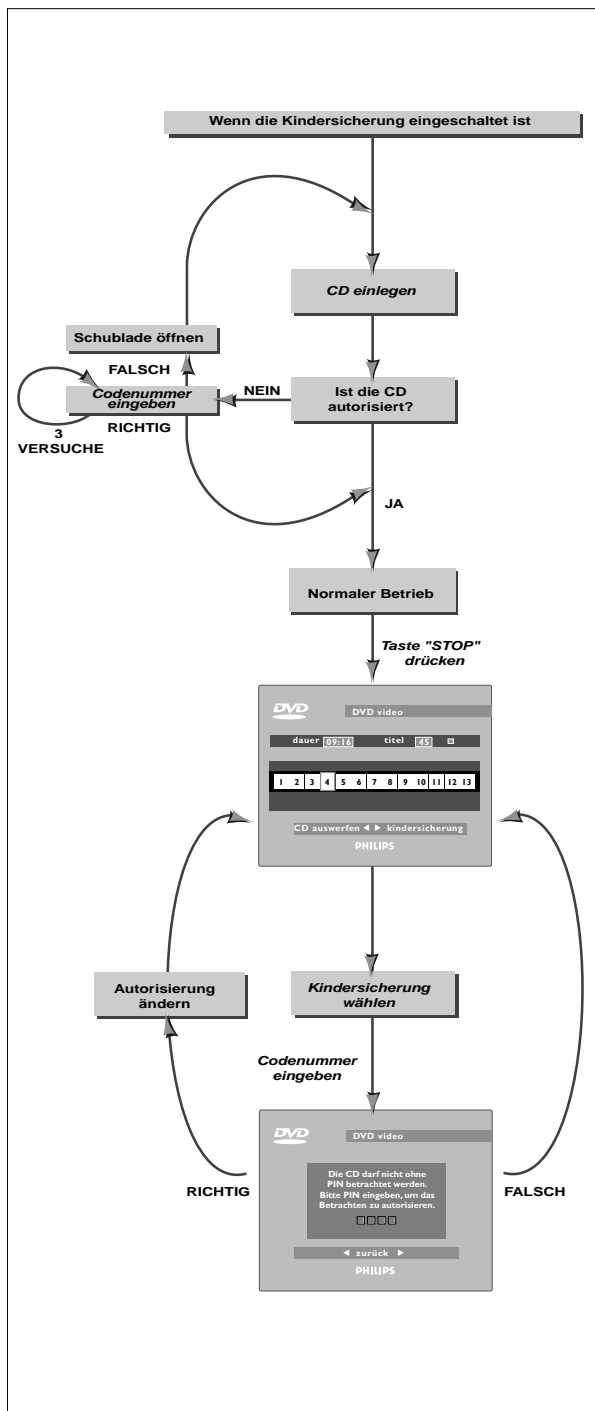 Wenn die Kindersicherung eingeschaltet ist
CD einlegen
Schublade öffnen
FALSCH
Codenummer
eingeben
RICHTIG
3
VERSUCHE
NEIN
Ist die CD
autorisiert?
JA
Normaler Betrieb
Taste "STOP"
drücken
DVD
DVD video
dauer 09:16 titel 45
1 2 3 4 5 6 7 8 9 10 11 12 13
CD auswerfen kindersicherung
PHILIPS
Autorisierung
ändern
Kindersicherung
wählen
Codenummer
eingeben
DVD
DVD video
Die CD darf nicht ohne
PIN betrachtet werden.
Bitte PIN eingeben, um das
Betrachten zu autorisieren.
RICHTIG
FALSCH
zurück
PHILIPS